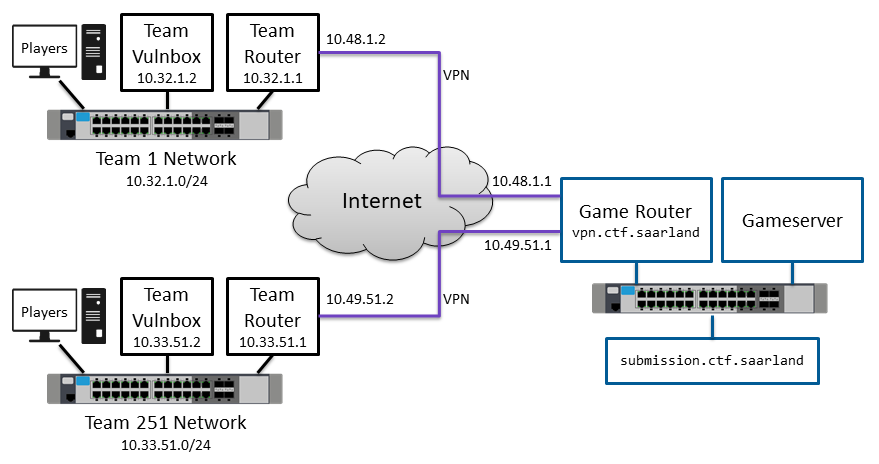 Players
Team
Vulnbox
10.32.1.2
Team
Router
10.32.1.1
10.48.1.2
VPN
Team 1 Network
10.32.1.0/24
Internet
10.48.1.1
10.49.51.1
Game Router
vpn.ctf.saarland
Gameserver
submission.ctf.saarland
Players
Team
Vulnbox
10.33.51.2
Team
Router
10.33.51.1
10.49.51.2
VPN
Team 251 Network
10.33.51.0/24